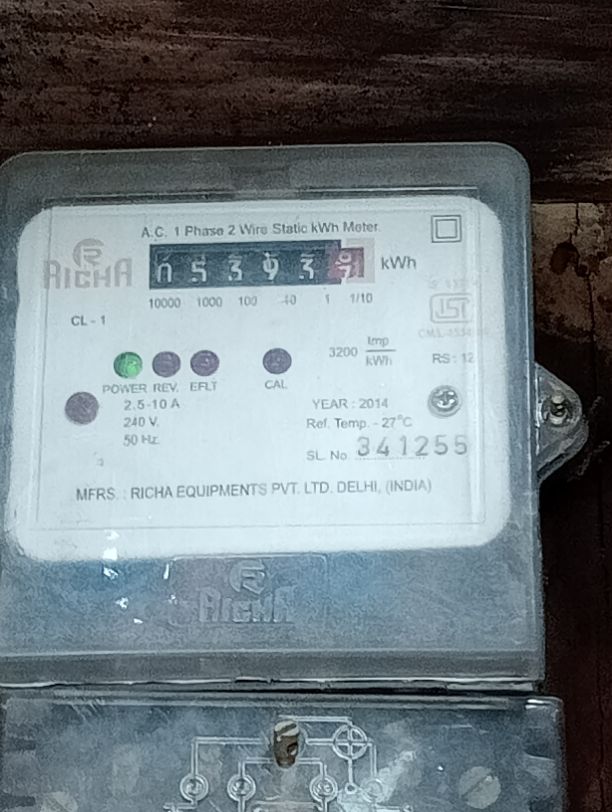 A.C. 1 Phase 2 Wire Static kWh Meter.
RICHA
0 5 3 9 3 kWh
10000 1000 100 10 1 1/10
CL - 1
3200 Imp/kWh
RS : 12
POWER REV. EFLT CAL
2.5-10 A
YEAR : 2014
240 V.
Ref. Temp. - 27°C
50 Hz.
SL. No. 341255
MFRS. : RICHA EQUIPMENTS PVT. LTD. DELHI, (INDIA)
RICHA